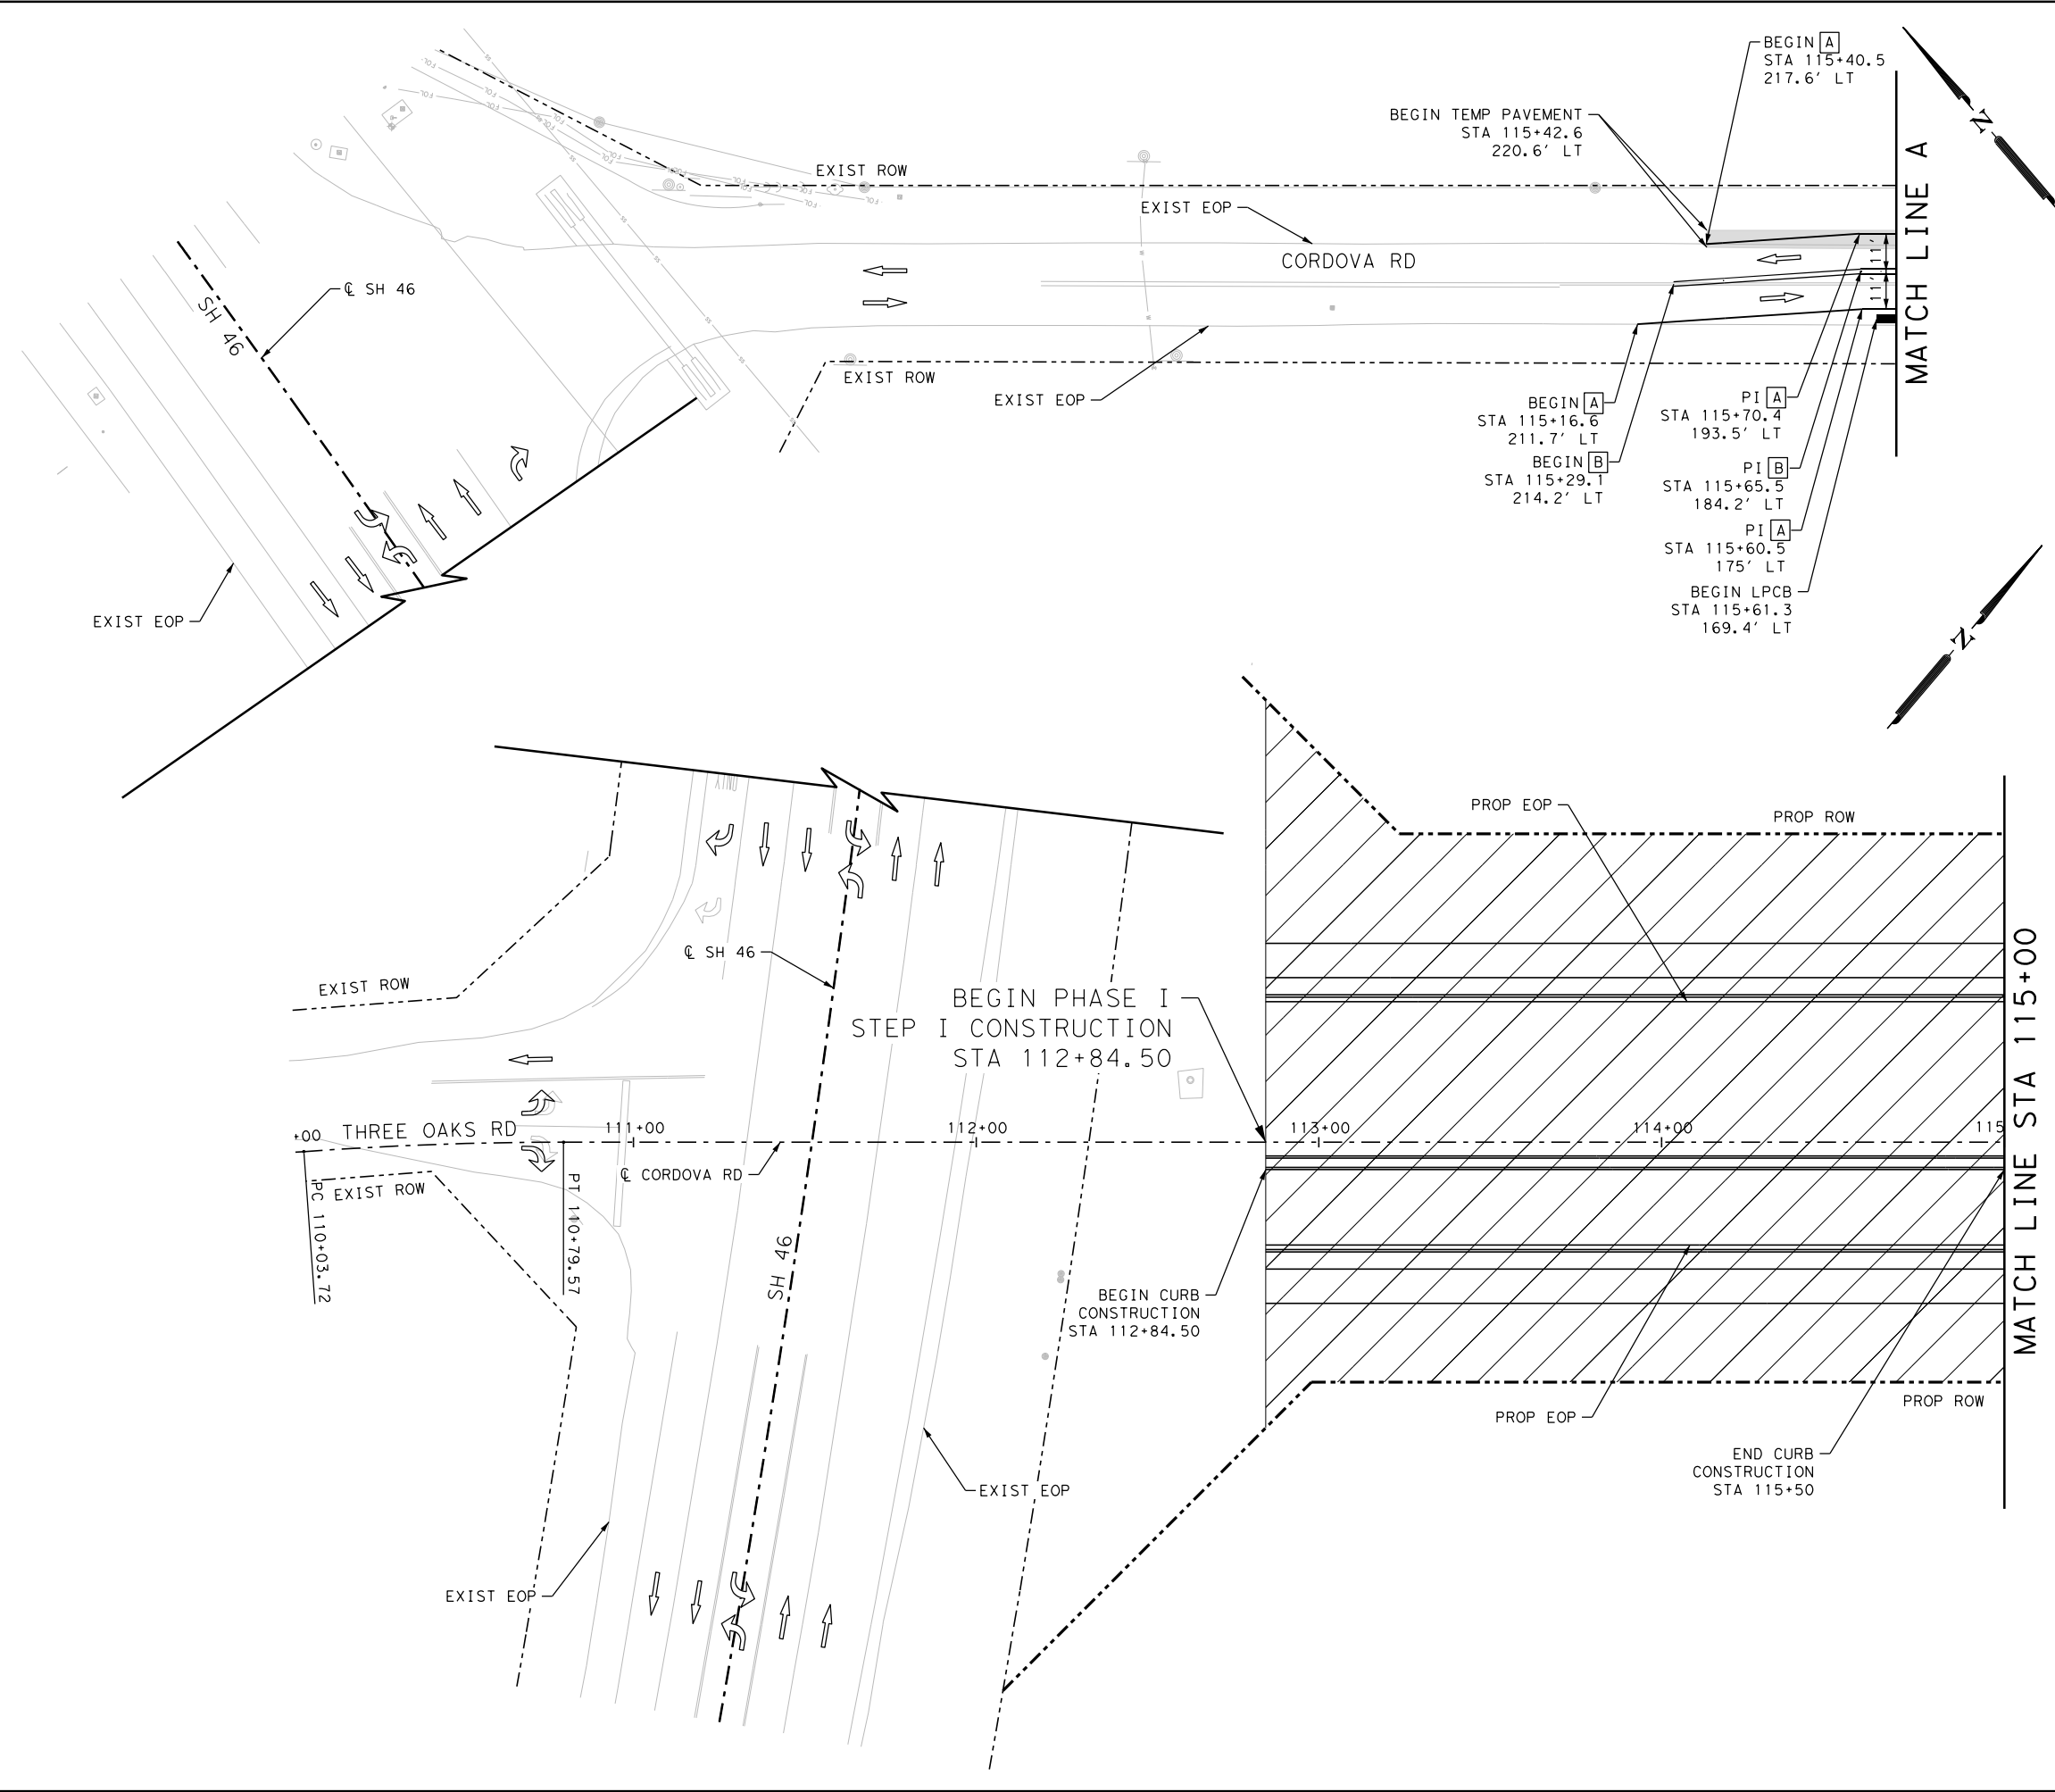 BEGIN A
STA 115+40.5
217.6' LT
BEGIN TEMP PAVEMENT
STA 115+42.6
220.6' LT
N
EXIST ROW
EXIST EOP
CORDOVA RD
11'
11'
MATCH LINE A
℄ SH 46
SH 46
EXIST ROW
EXIST EOP
BEGIN A
STA 115+16.6
211.7' LT
BEGIN B
STA 115+29.1
214.2' LT
PI A
STA 115+70.4
193.5' LT
PI B
STA 115+65.5
184.2' LT
PI A
STA 115+60.5
175' LT
BEGIN LPCB
STA 115+61.3
169.4' LT
EXIST EOP
N
PROP EOP
PROP ROW
℄ SH 46
EXIST ROW
BEGIN PHASE I
STEP I CONSTRUCTION
STA 112+84.50
MATCH LINE STA 115+00
+00
THREE OAKS RD
111+00
112+00
113+00
114+00
115
℄ CORDOVA RD
EXIST ROW
PC 110+03.72
PT 110+79.57
SH 46
BEGIN CURB
CONSTRUCTION
STA 112+84.50
PROP ROW
PROP EOP
END CURB
CONSTRUCTION
STA 115+50
EXIST EOP
EXIST EOP